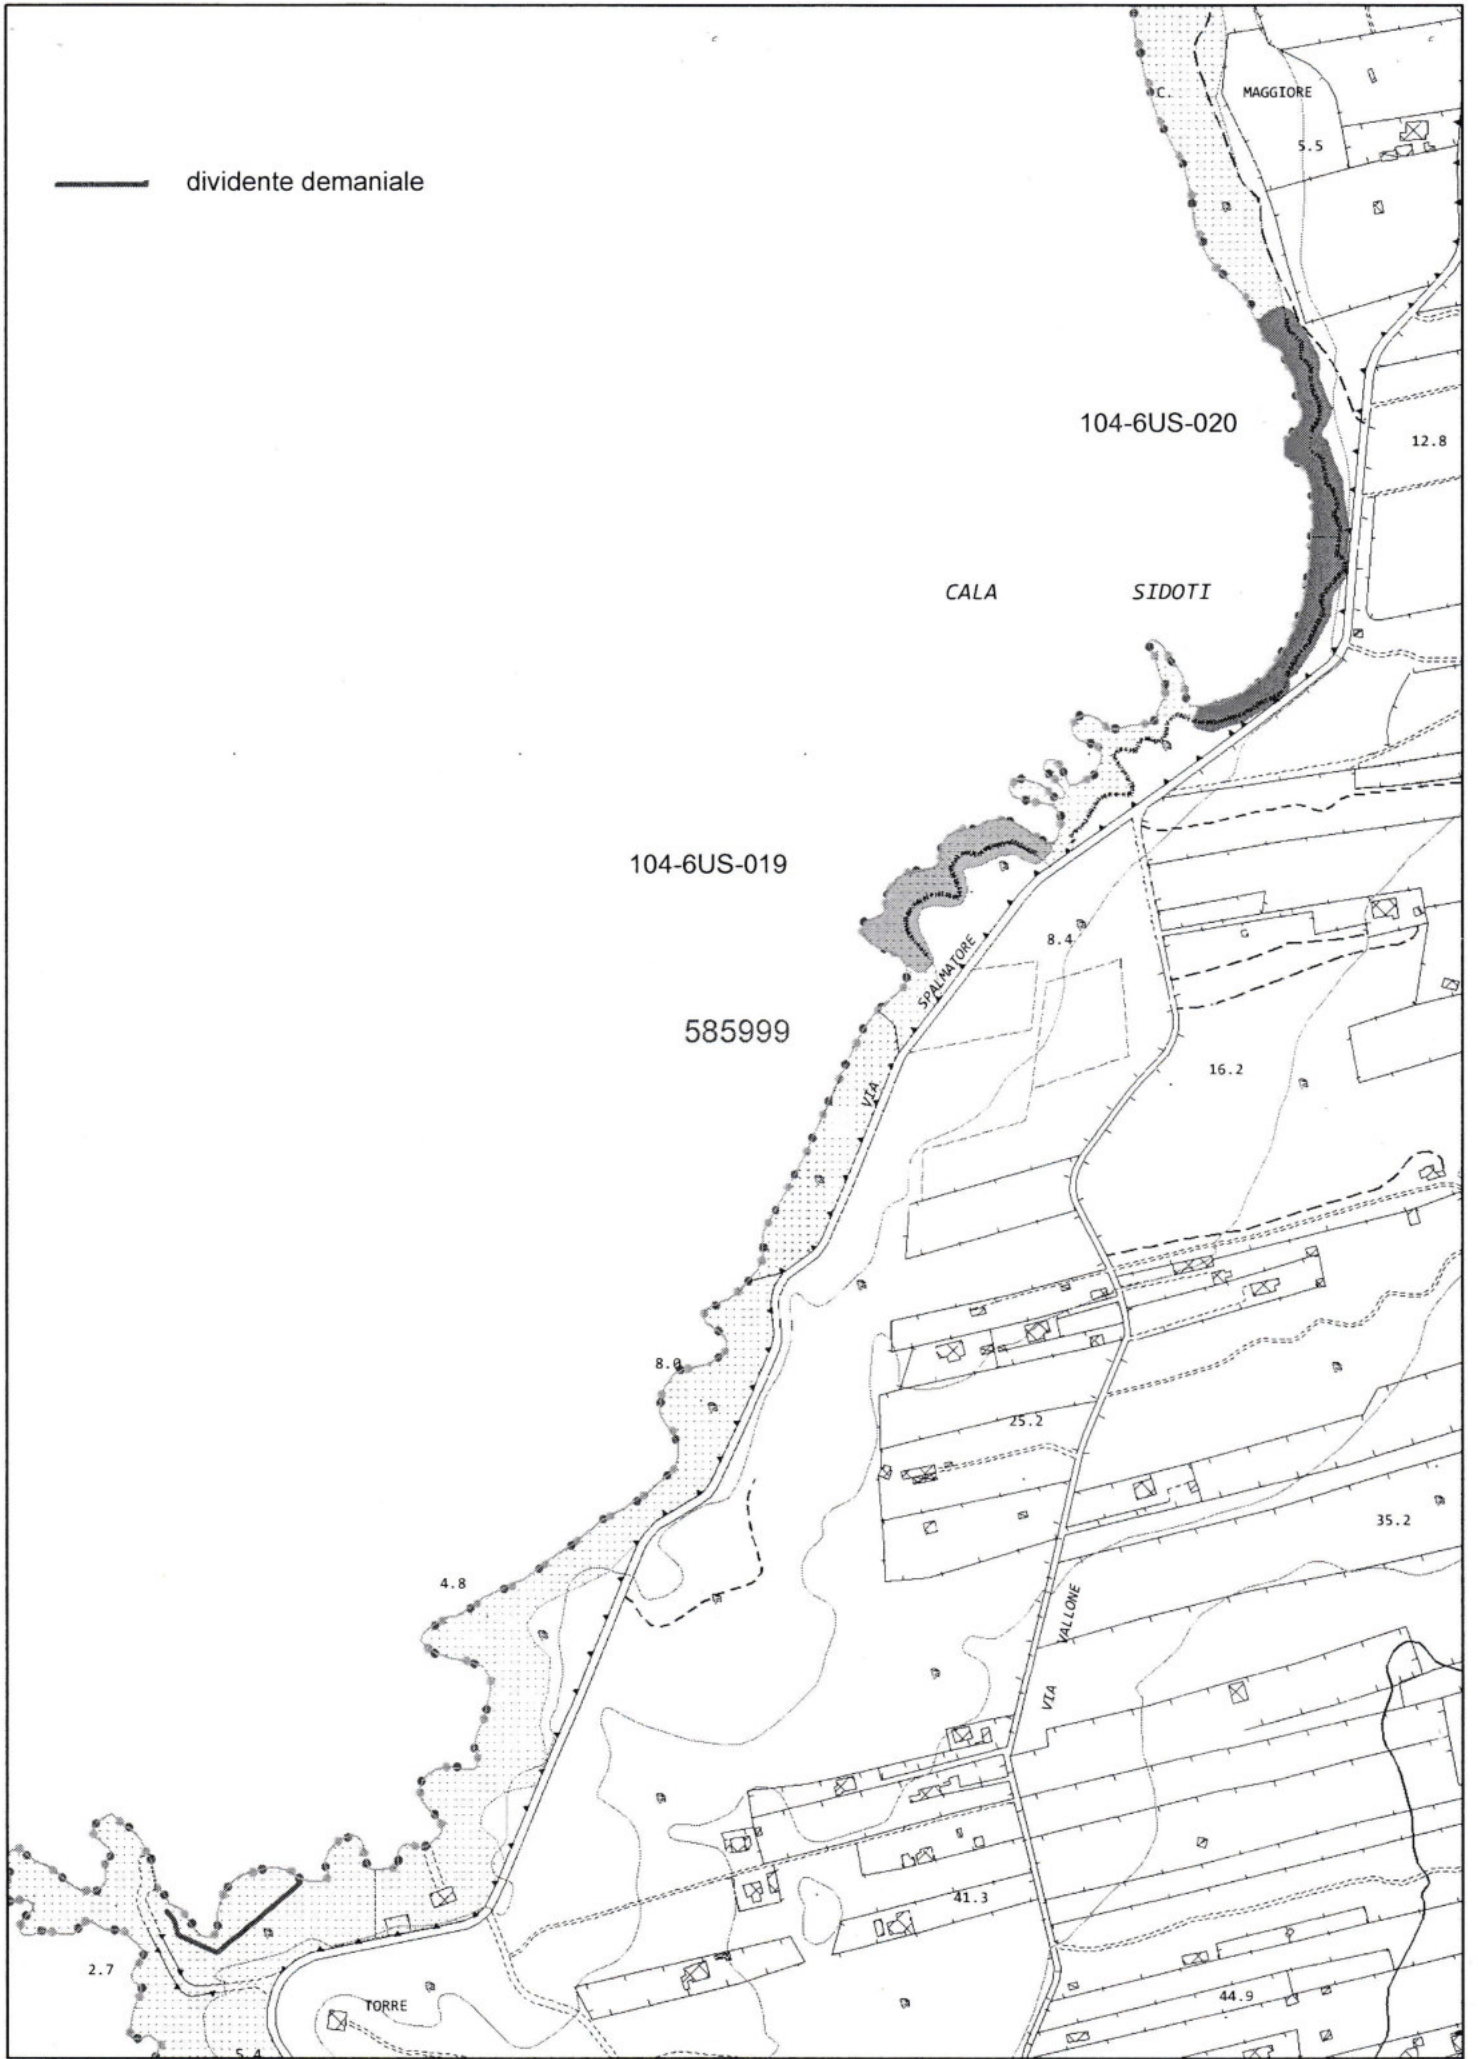 C. MAGGIORE
5.5
dividente demaniale
104-6US-020
12.8
CALA SIDOTI
104-6US-019
8.4
SPALMATORE
585999
16.2
VIA
8.0
25.2
35.2
4.8
VALLONE
VIA
41.3
2.7
44.9
TORRE
5.4